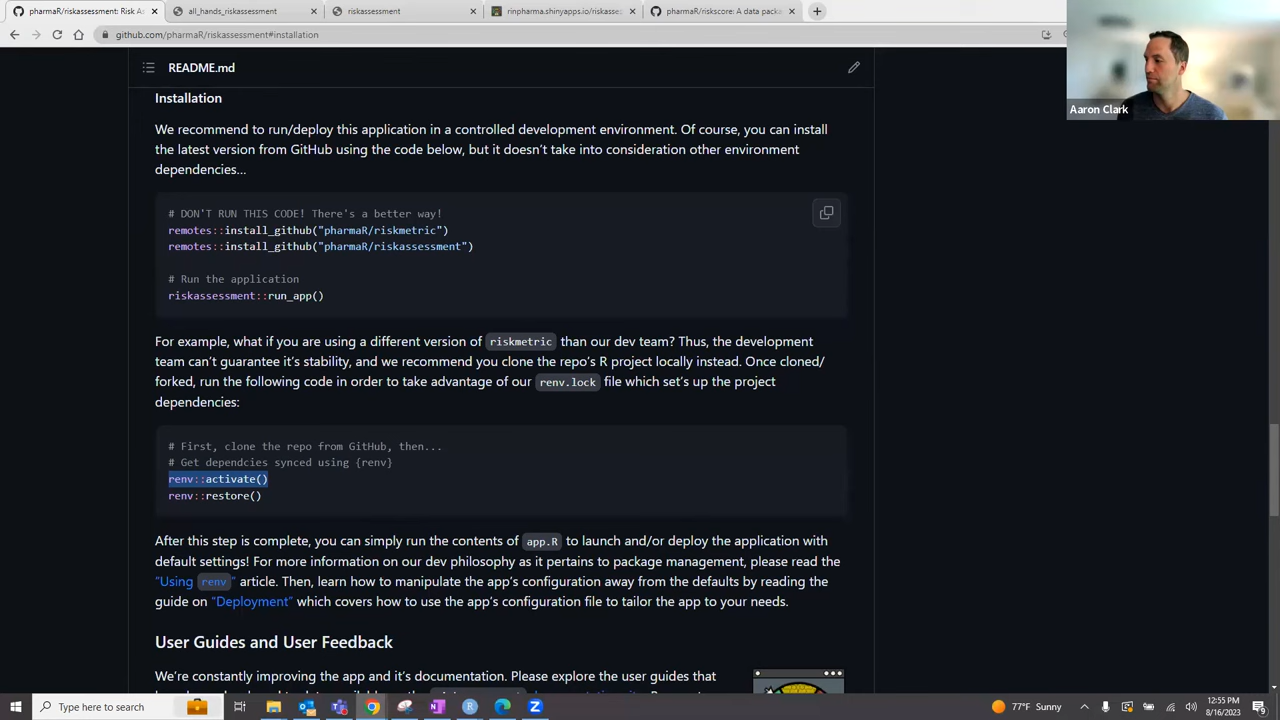 pharmaR/riskassessment: Risk As
all_hands_riskassessment
riskassessment
rinpharma.shinyapps.io/riskasses
pharmaR/riskscore: A data packa
github.com/pharmaR/riskassessment#installation
Aaron Clark
README.md
Installation
We recommend to run/deploy this application in a controlled development environment. Of course, you can install
the latest version from GitHub using the code below, but it doesn't take into consideration other environment
dependencies...
# DON'T RUN THIS CODE! There's a better way!
remotes::install_github("pharmaR/riskmetric")
remotes::install_github("pharmaR/riskassessment")
# Run the application
riskassessment::run_app()
For example, what if you are using a different version of riskmetric than our dev team? Thus, the development
team can't guarantee it's stability, and we recommend you clone the repo's R project locally instead. Once cloned/
forked, run the following code in order to take advantage of our renv.lock file which set's up the project
dependencies:
# First, clone the repo from GitHub, then...
# Get dependcies synced using {renv}
renv::activate()
renv::restore()
After this step is complete, you can simply run the contents of app.R to launch and/or deploy the application with
default settings! For more information on our dev philosophy as it pertains to package management, please read the
"Using renv" article. Then, learn how to manipulate the app's configuration away from the defaults by reading the
guide on "Deployment" which covers how to use the app's configuration file to tailor the app to your needs.
User Guides and User Feedback
We're constantly improving the app and it's documentation. Please explore the user guides that
Type here to search
77°F Sunny
12:55 PM
8/16/2023